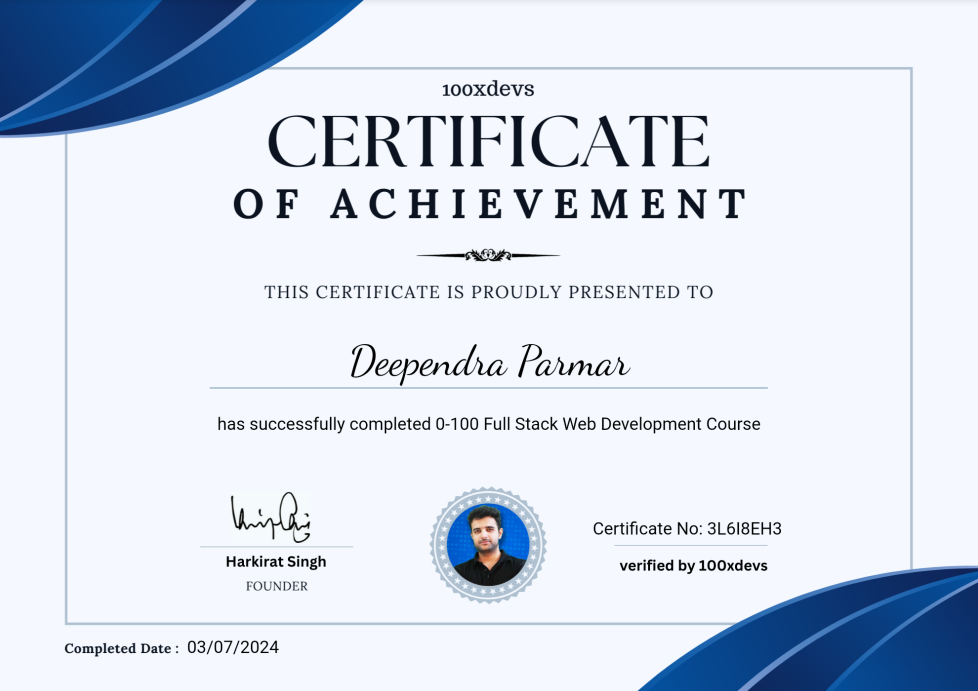 100xdevs
CERTIFICATE
OF ACHIEVEMENT
THIS CERTIFICATE IS PROUDLY PRESENTED TO
Deependra Parmar
has successfully completed 0-100 Full Stack Web Development Course
Harkirat Singh
FOUNDER
Certificate No: 3L6I8EH3
verified by 100xdevs
Completed Date : 03/07/2024